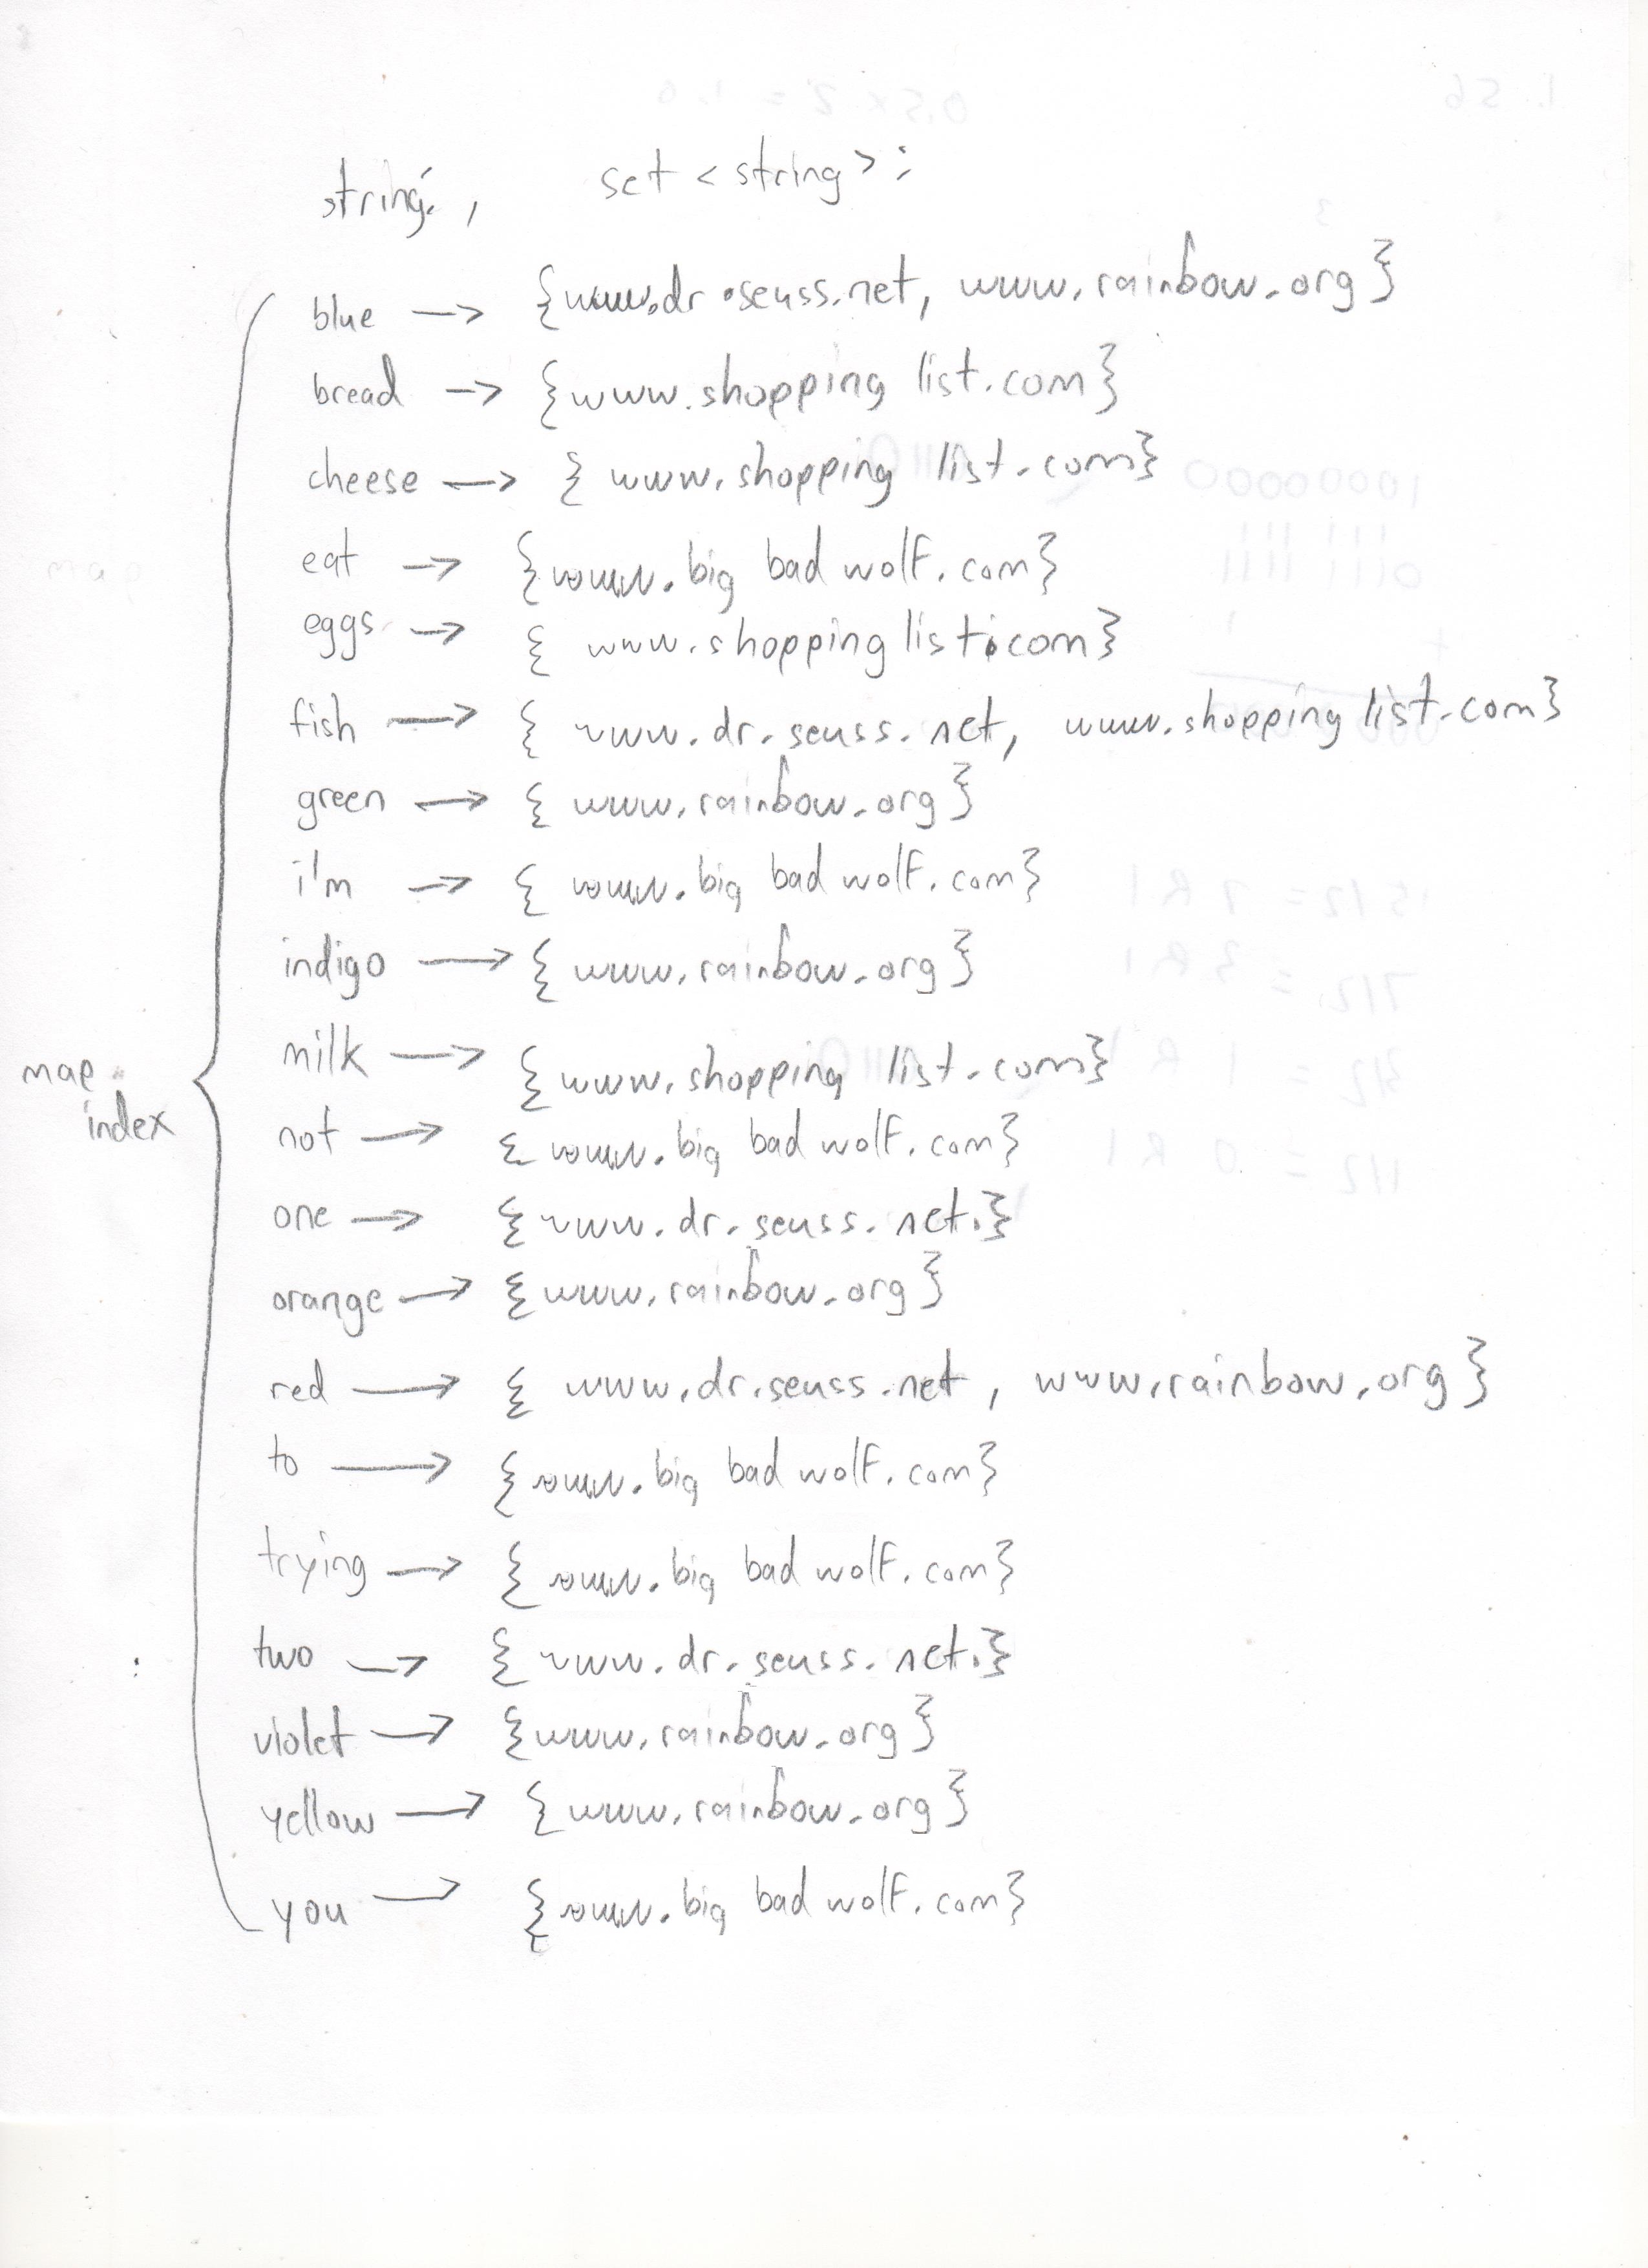 string, set <string>:
blue → {www.dr.seuss.net, www.rainbow.org}
bread → {www.shopping list.com}
cheese → { www.shopping list.com}
eat → {www.big bad wolf.com}
eggs → { www.shopping list.com}
fish → { www.dr.seuss.net, www.shopping list.com}
green → { www.rainbow.org }
i'm → { www.big bad wolf.com}
indigo → { www.rainbow.org }
milk → { www.shopping list.com}
map
index
not → { www.big bad wolf.com}
one → { www.dr.seuss.net.}
orange → { www.rainbow.org }
red → { www.dr.seuss.net , www.rainbow.org }
to → { www.big bad wolf.com}
trying → { www.big bad wolf.com}
two → { www.dr.seuss.net.}
violet → {www.rainbow.org }
yellow → { www.rainbow.org }
you → { www.big bad wolf.com}